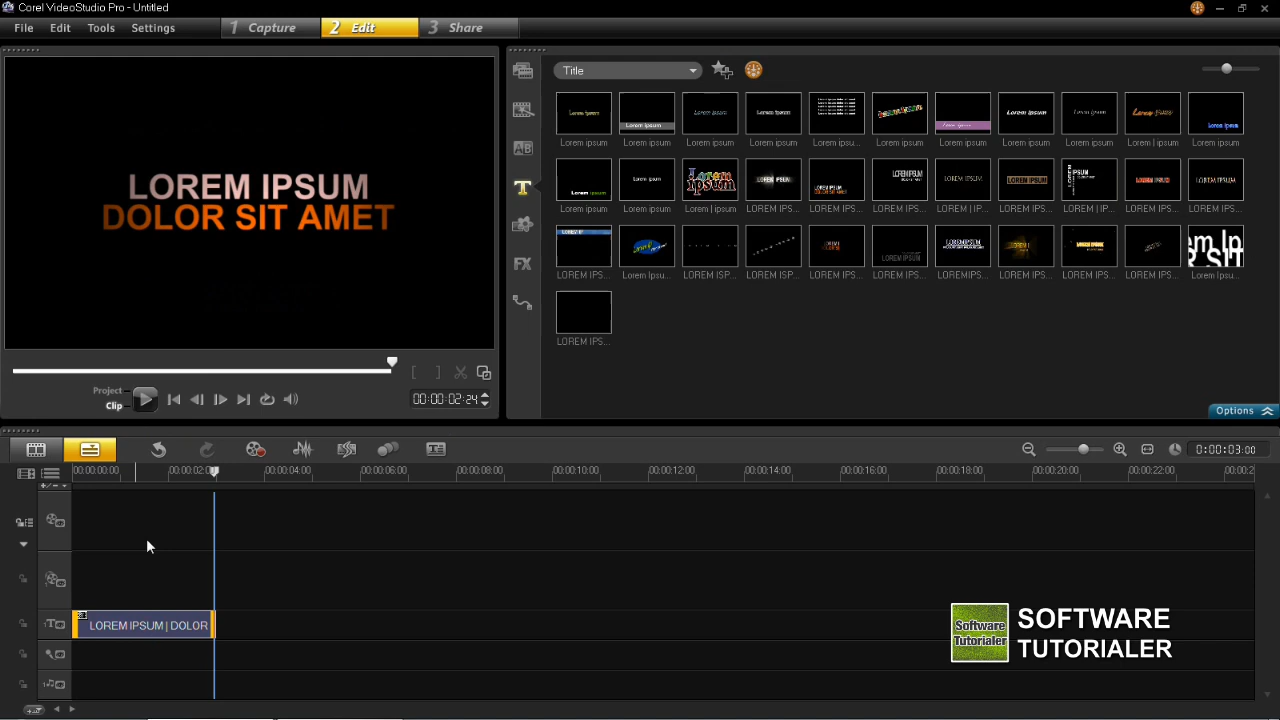 Corel VideoStudio Pro - Untitled
File Edit Tools Settings 1 Capture 2 Edit 3 Share
Title
LOREM IPSUM
DOLOR SIT AMET
Lorem ipsum Lorem ipsum Lorem ipsum Lorem ipsum Lorem ipsu... Lorem ipsum Lorem ipsum Lorem ipsum Lorem ipsum Lorem | ipsum Lorem ipsum
Lorem ipsum Lorem ipsum Lorem | ipsum LOREM IPS... LOREM IPS... LOREM IPS... LOREM | IP... LOREM IPS... LOREM | IP... LOREM IPS... LOREM IPS...
LOREM IPS... Lorem Ipsu... LOREM ISP... LOREM ISP... LOREM IPS... LOREM IPS... LOREMIPS... LOREM IPS... LOREM IPS... LOREM IPS... Lorem Ipsu...
LOREM IPS...
Project
Clip
00:00:02:24
Options
0:00:03:00
00:00:00:00 00:00:02:0 00:00:04:00 00:00:06:00 00:00:08:00 00:00:10:00 00:00:12:00 00:00:14:00 00:00:16:00 00:00:18:00 00:00:20:00 00:00:22:00 00:00:2
LOREM IPSUM | DOLOR
Software
Tutorialer
SOFTWARE
TUTORIALER